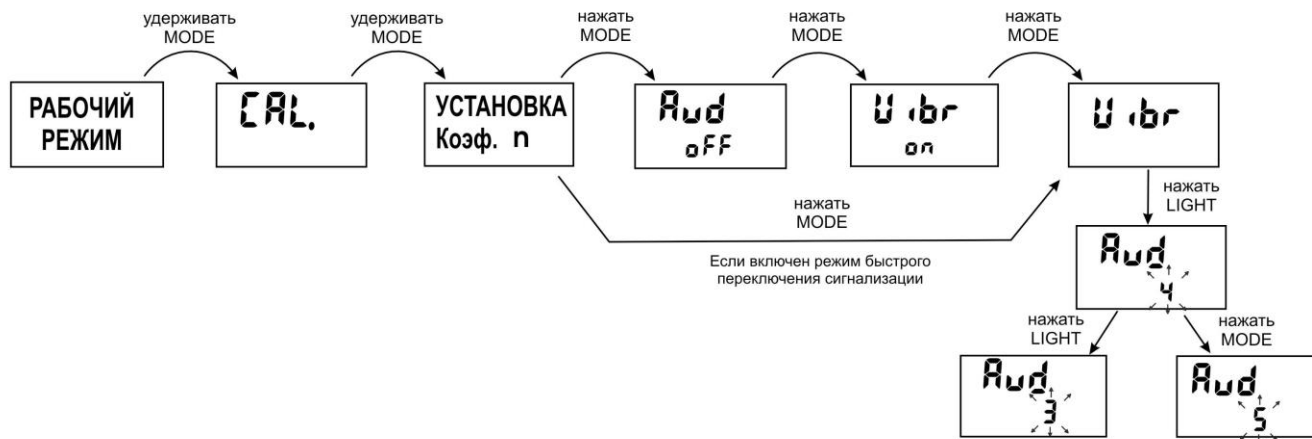 удерживать
MODE
удерживать
MODE
нажать
MODE
нажать
MODE
нажать
MODE
РАБОЧИЙ
РЕЖИМ
CAL.
УСТАНОВКА
Коэф. n
Aud
oFF
Vibr
on
Vibr
нажать
MODE
Если включен режим быстрого
переключения сигнализации
нажать
LIGHT
Aud
4
нажать
LIGHT
нажать
MODE
Aud
3
Aud
5